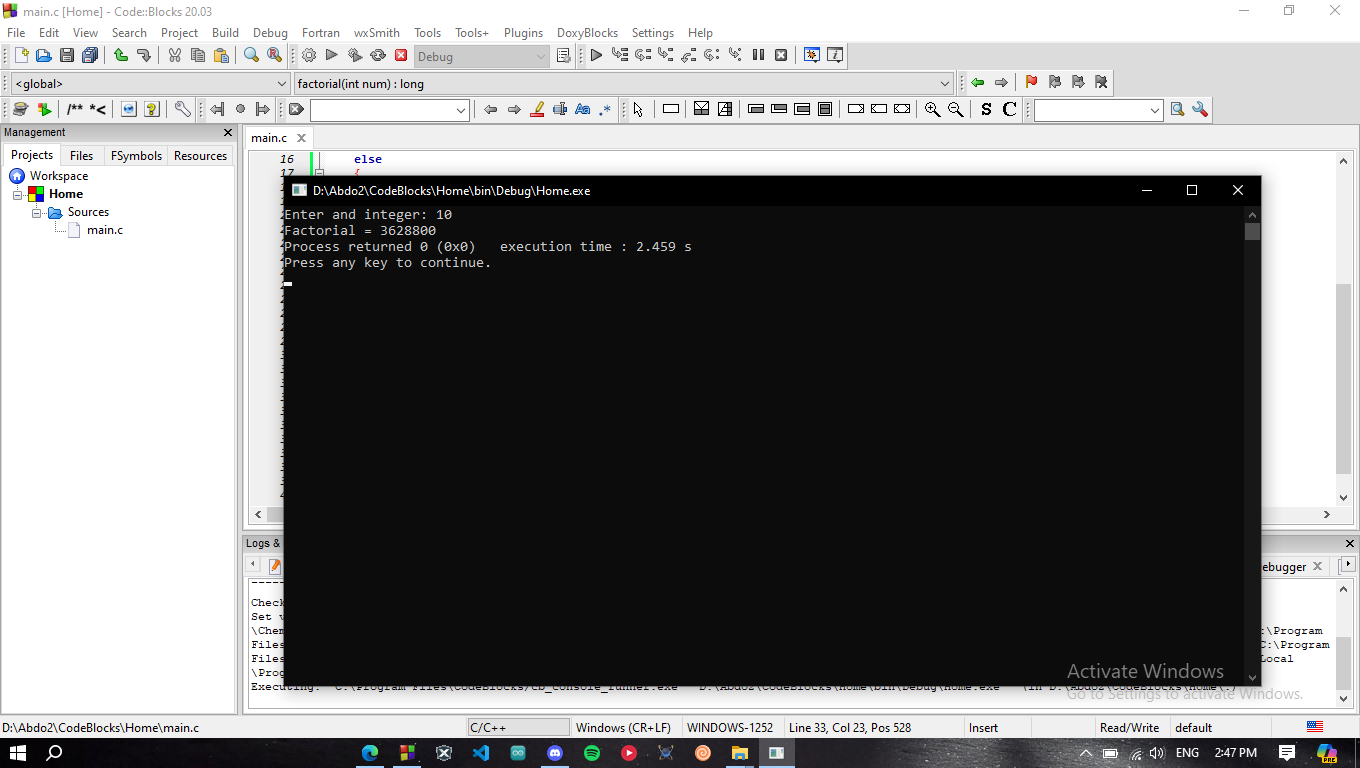 main.c [Home] - Code::Blocks 20.03
File Edit View Search Project Build Debug Fortran wxSmith Tools Tools+ Plugins DoxyBlocks Settings Help
Debug
<global>
factorial(int num) : long
/** *<
Aa .*
S C
Management
Projects Files FSymbols Resources
Workspace
Home
Sources
main.c
main.c
16 else
17 {
D:\Abdo2\CodeBlocks\Home\bin\Debug\Home.exe
Enter and integer: 10
Factorial = 3628800
Process returned 0 (0x0) execution time : 2.459 s
Press any key to continue.
Logs &
ebugger
Check
Set
\Chem
:\Program
Files
C:\Program
Files
Local
\Prog
Executing: "C:\Program Files\CodeBlocks/cb_console_runner.exe" "D:\Abdo2\CodeBlocks\Home\bin\Debug\Home.exe" (in D:\Abdo2\CodeBlocks\Home\.)
Activate Windows
Go to Settings to activate Windows.
D:\Abdo2\CodeBlocks\Home\main.c C/C++ Windows (CR+LF) WINDOWS-1252 Line 33, Col 23, Pos 528 Insert Read/Write default
ENG 2:47 PM
PRE